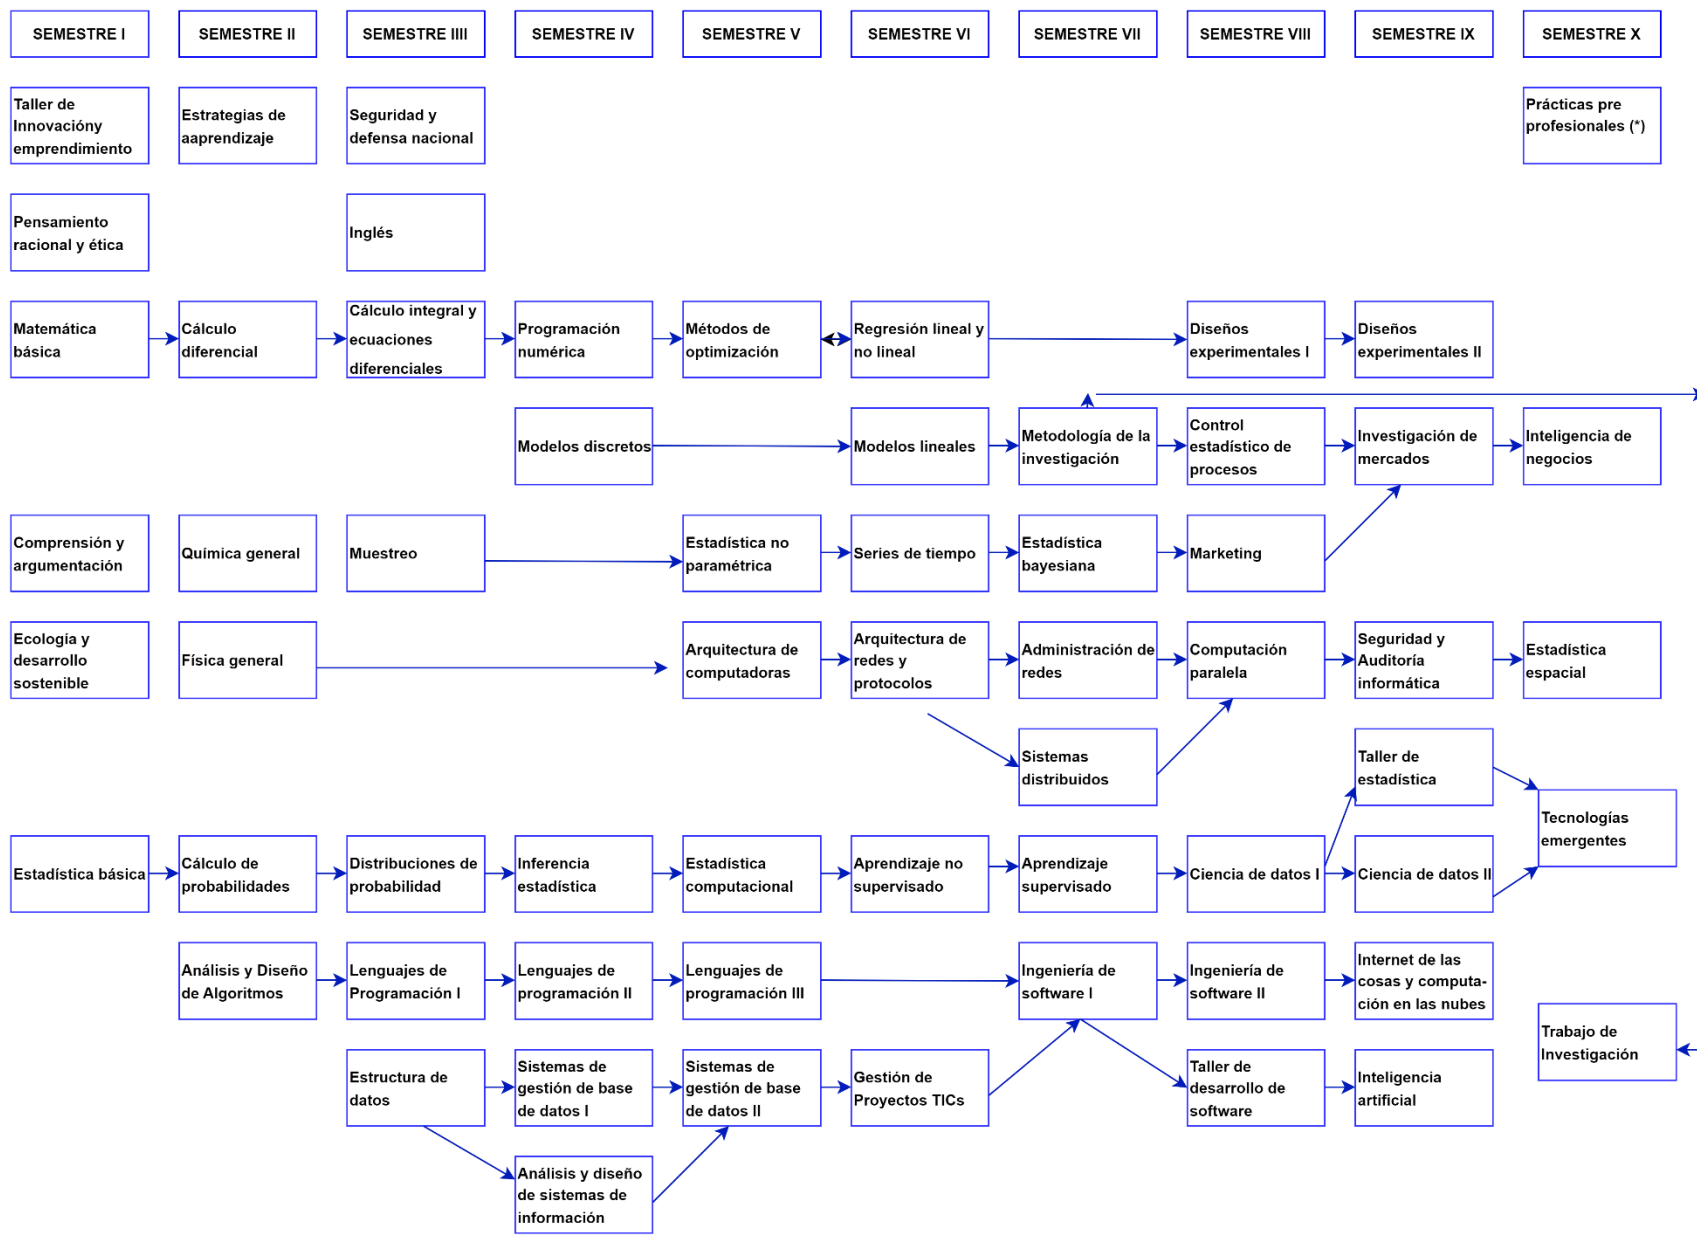 SEMESTRE I
SEMESTRE II
SEMESTRE IIII
SEMESTRE IV
SEMESTRE V
SEMESTRE VI
SEMESTRE VII
SEMESTRE VIII
SEMESTRE IX
SEMESTRE X
Taller de
Innovacióny
emprendimiento
Estrategias de
aaprendizaje
Seguridad y
defensa nacional
Prácticas pre
profesionales (*)
Pensamiento
racional y ética
Inglés
Matemática
básica
Cálculo
diferencial
Cálculo integral y
ecuaciones
diferenciales
Programación
numérica
Métodos de
optimización
Regresión lineal y
no lineal
Diseños
experimentales I
Diseños
experimentales II
Modelos discretos
Modelos lineales
Metodología de la
investigación
Control
estadístico de
procesos
Investigación de
mercados
Inteligencia de
negocios
Comprensión y
argumentación
Química general
Muestreo
Estadística no
paramétrica
Series de tiempo
Estadística
bayesiana
Marketing
Ecología y
desarrollo
sostenible
Física general
Arquitectura de
computadoras
Arquitectura de
redes y
protocolos
Administración de
redes
Computación
paralela
Seguridad y
Auditoría
informática
Estadística
espacial
Sistemas
distribuidos
Taller de
estadística
Tecnologías
emergentes
Estadística básica
Cálculo de
probabilidades
Distribuciones de
probabilidad
Inferencia
estadística
Estadística
computacional
Aprendizaje no
supervisado
Aprendizaje
supervisado
Ciencia de datos I
Ciencia de datos II
Análisis y Diseño
de Algoritmos
Lenguajes de
Programación I
Lenguajes de
programación II
Lenguajes de
programación III
Ingeniería de
software I
Ingeniería de
software II
Internet de las
cosas y computa-
ción en las nubes
Trabajo de
Investigación
Estructura de
datos
Sistemas de
gestión de base
de datos I
Sistemas de
gestión de base
de datos II
Gestión de
Proyectos TICs
Taller de
desarrollo de
software
Inteligencia
artificial
Análisis y diseño
de sistemas de
información